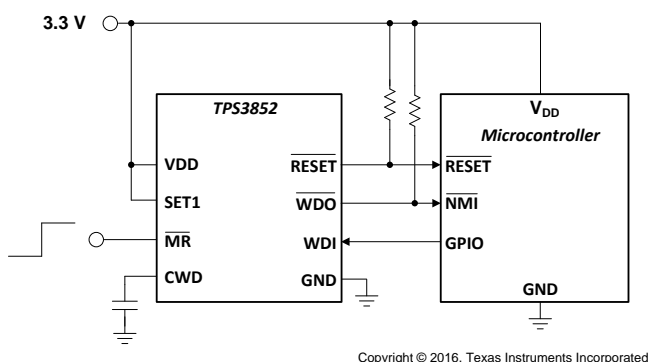 3.3 V
TPS3852
VDD
SET1
MR
CWD
RESET
WDO
WDI
GND
VDD
Microcontroller
RESET
NMI
GPIO
GND
Copyright © 2016, Texas Instruments Incorporated